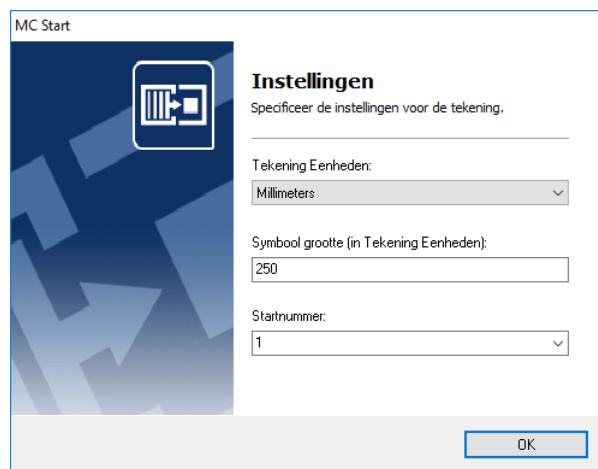 MC Start
Instellingen
Specificeer de instellingen voor de tekening.
Tekening Eenheden:
Millimeters
Symbool grootte (in Tekening Eenheden):
250
Startnummer:
1
OK